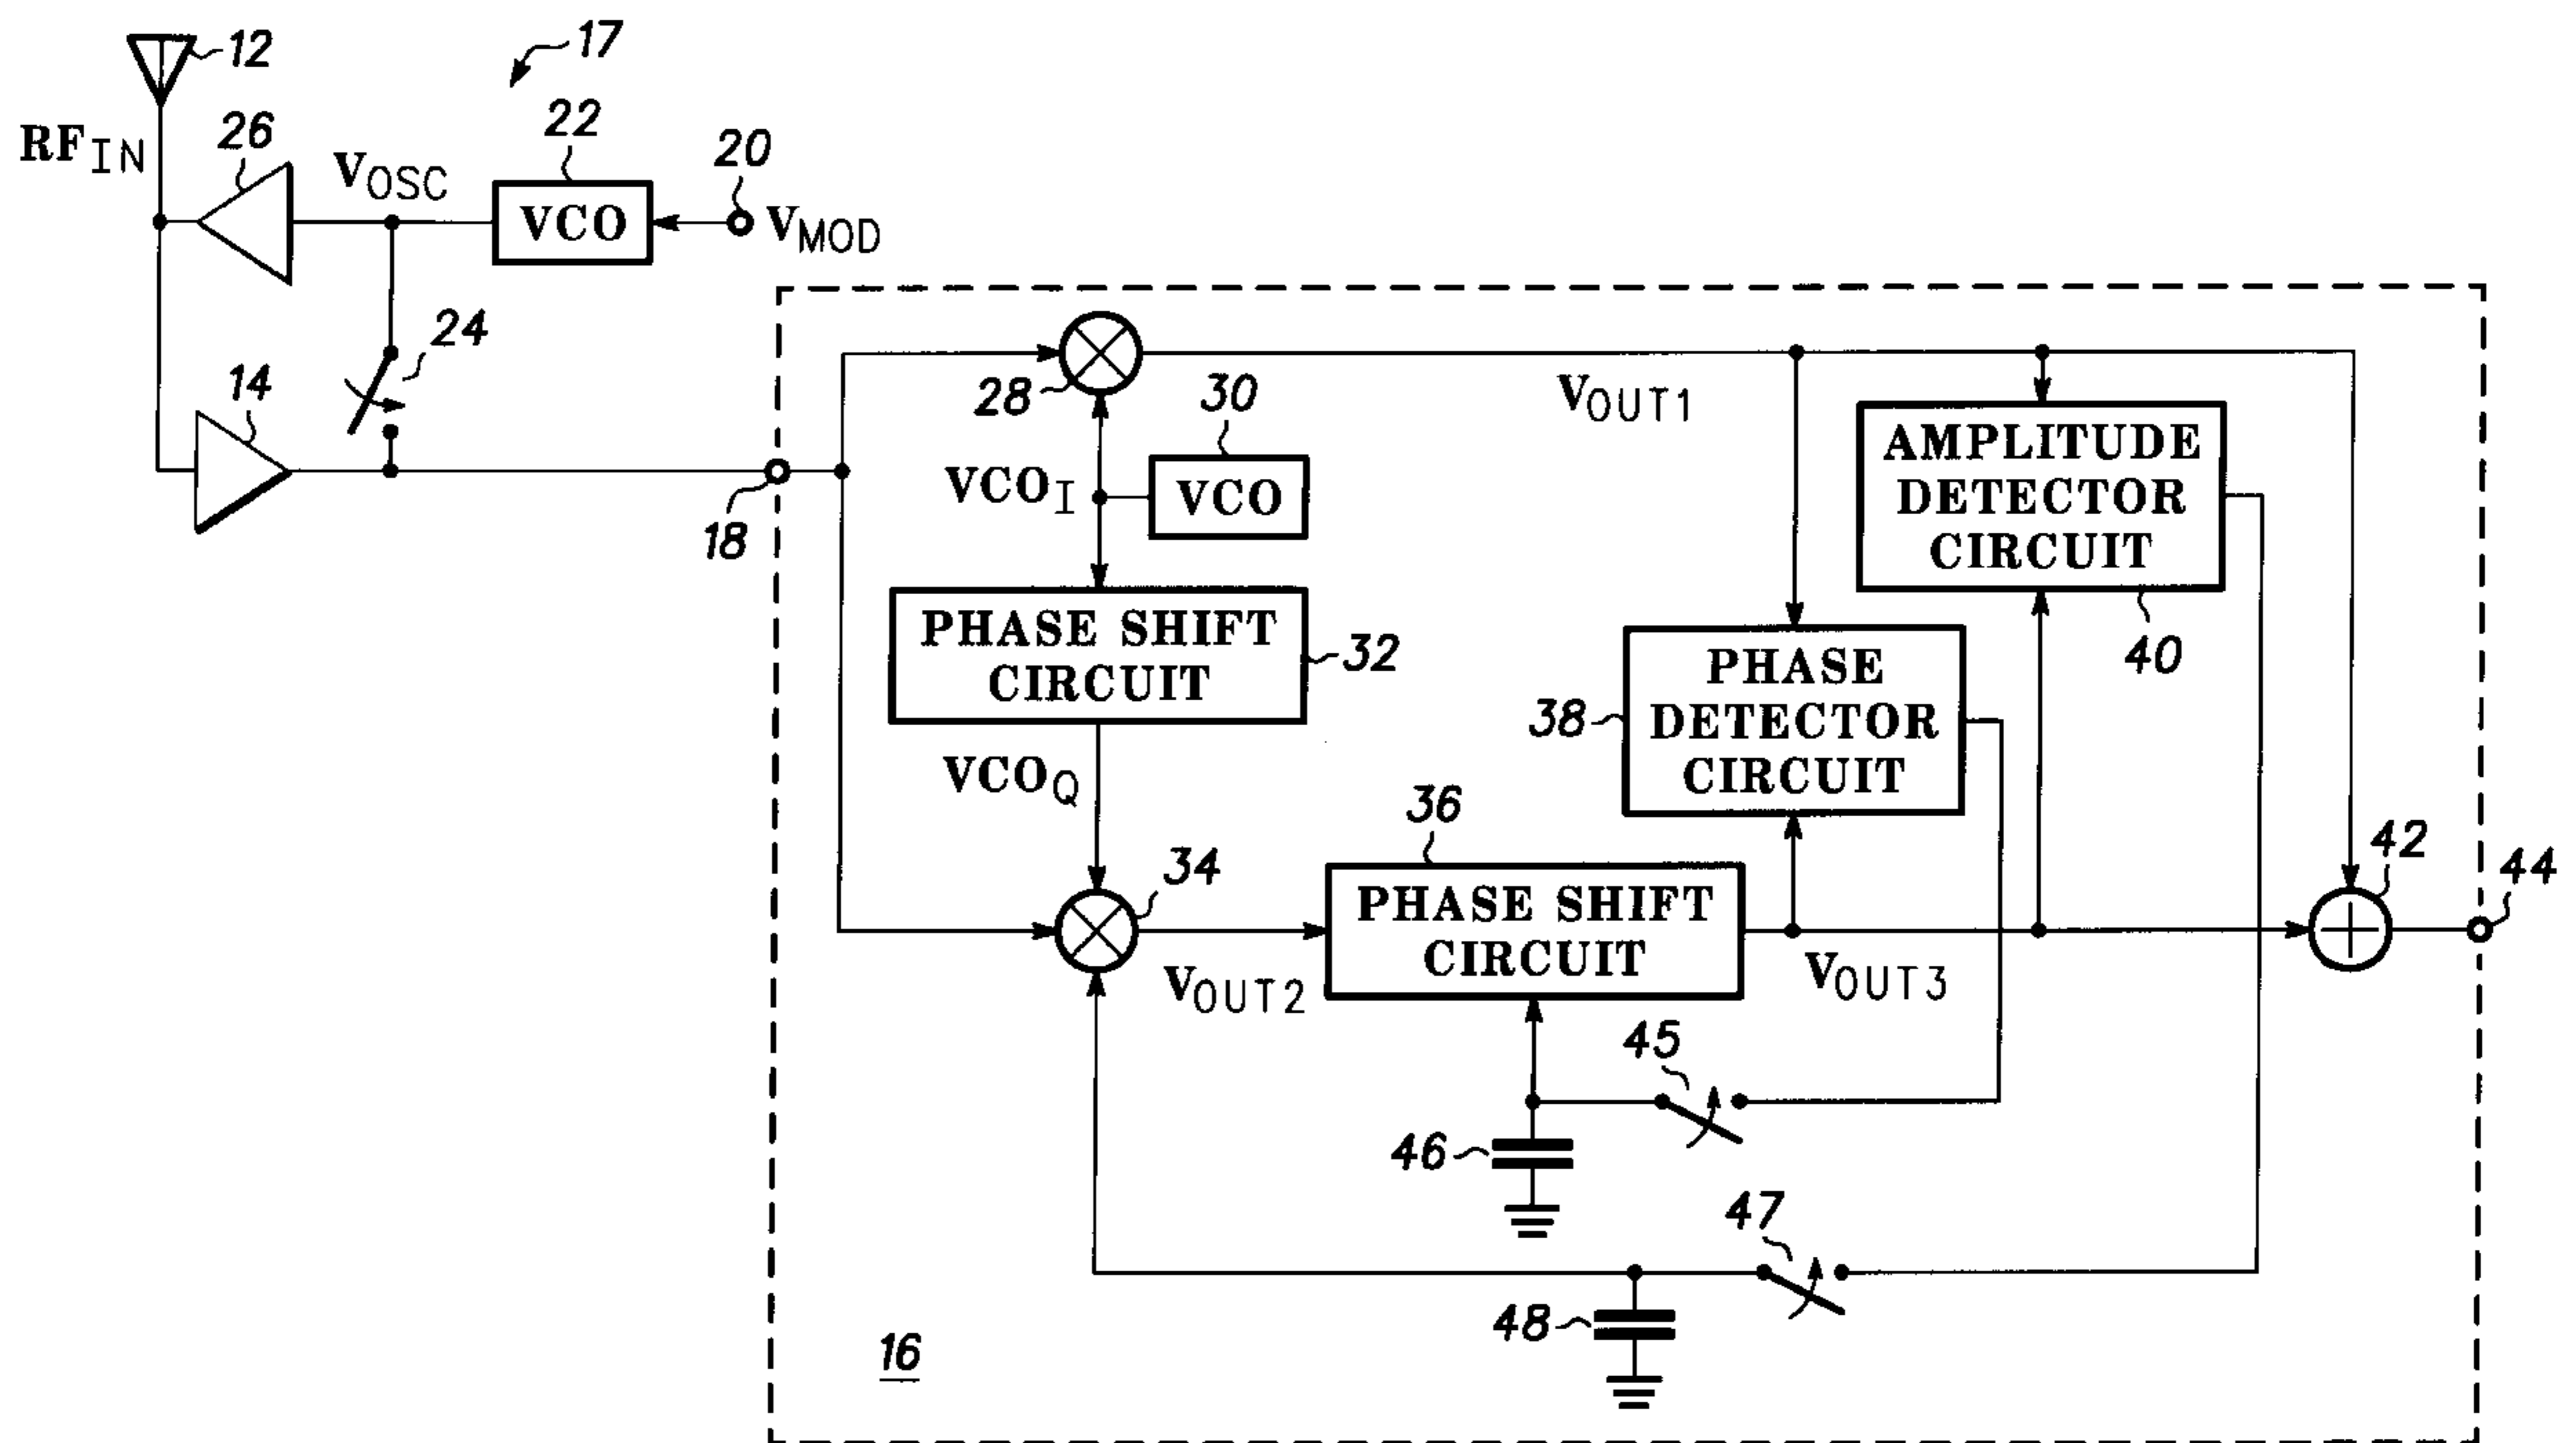 12
17
RFIN
26
VOSC
22
VCO
20
VMOD
24
14
18
28
30
VCOI
VCO
VOUT1
AMPLITUDE
DETECTOR
CIRCUIT
40
PHASE SHIFT
CIRCUIT
32
PHASE
DETECTOR
CIRCUIT
38
VCOQ
34
36
PHASE SHIFT
CIRCUIT
42
44
VOUT2
VOUT3
45
46
47
48
16